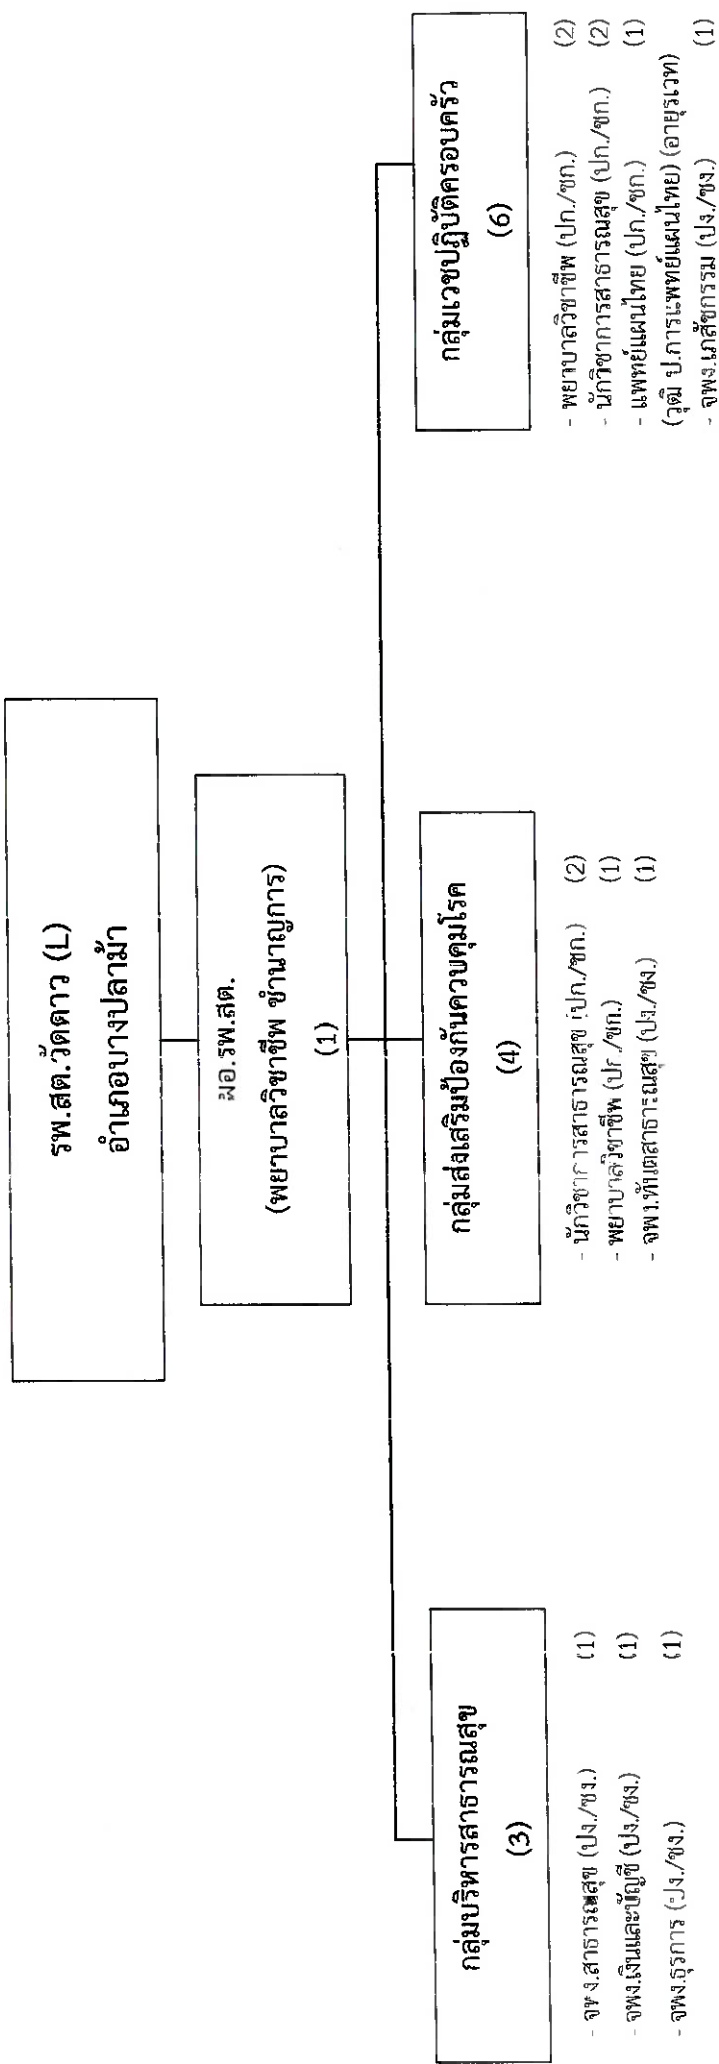 รพ.สต.วัดดาว (L)
อำเภอบางปลาม้า
ผอ.รพ.สต.
(พยาบาลวิชาชีพ ชำนาญการ)
(1)
กลุ่มบริหารสาธารณสุข
(3)
- จพง.สาธารณสุข (ปง./ชง.) (1)
- จพง.เงินและบัญชี (ปง./ชง.) (1)
- จพง.ธุรการ (ปง./ชง.) (1)
กลุ่มส่งเสริมป้องกันควบคุมโรค
(4)
- นักวิชาการสาธารณสุข (ปก./ชก.) (2)
- พยาบาลวิชาชีพ (ปก./ชก.) (1)
- จพง.ทันตสาธารณสุข (ปง./ชง.) (1)
กลุ่มเวชปฏิบัติครอบครัว
(6)
- พยาบาลวิชาชีพ (ปก./ชก.) (2)
- นักวิชาการสาธารณสุข (ปก./ชก.) (2)
- แพทย์แผนไทย (ปก./ชก.) (1)
(วุฒิ ป.การแพทย์แผนไทย) (อายุรเวท)
- จพง.เภสัชกรรม (ปง./ชง.) (1)